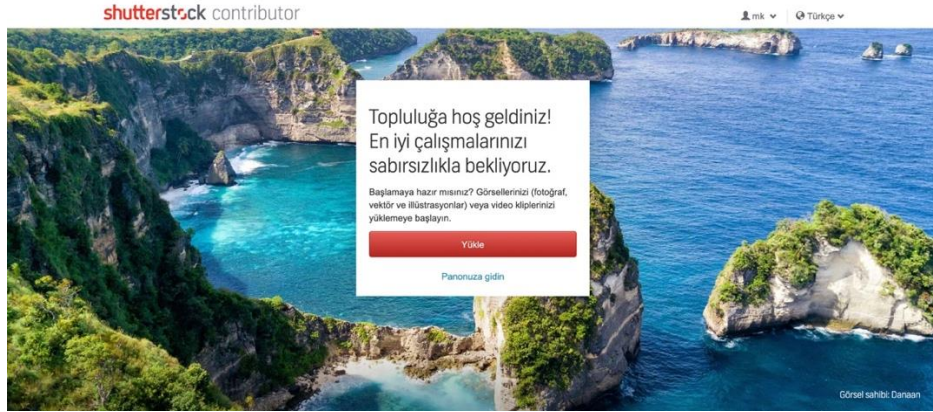 shutterstock contributor
mk
Türkçe
Topluluğa hoş geldiniz!
En iyi çalışmalarınızı
sabırsızlıkla bekliyoruz.
Başlamaya hazır mısınız? Görsellerinizi (fotoğraf,
vektör ve illüstrasyonlar) veya video kliplerinizi
yüklemeye başlayın.
Yükle
Panonuza gidin
Görsel sahibi: Danaan